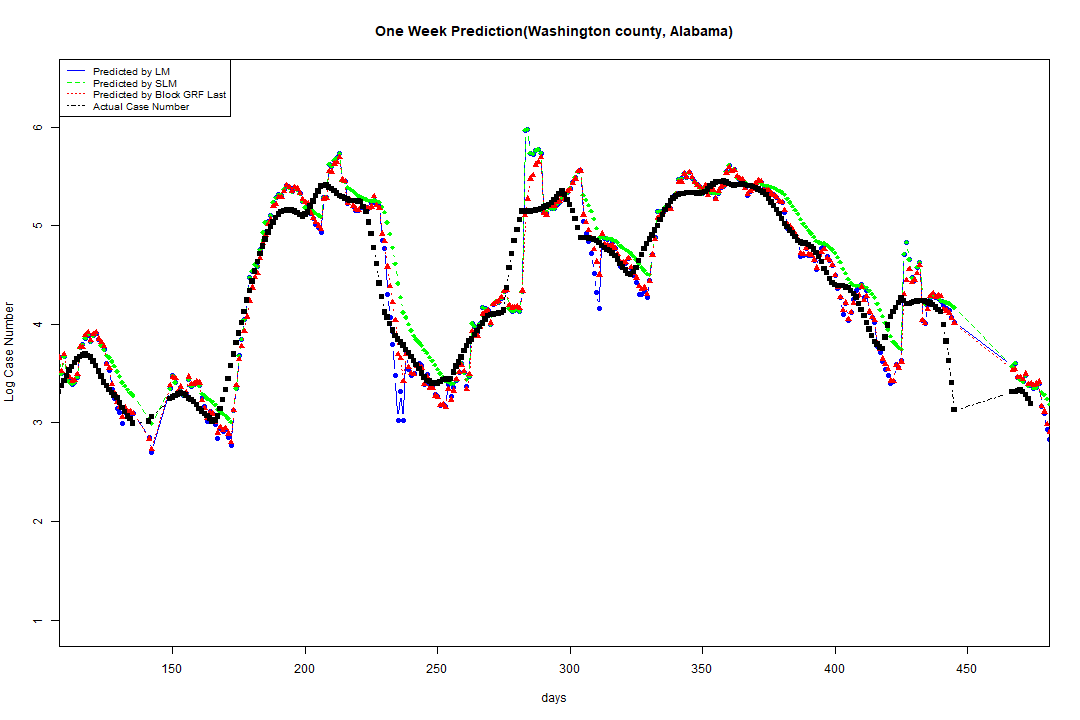 One Week Prediction(Washington county, Alabama)
Predicted by LM
Predicted by SLM
Predicted by Block GRF Last
Actual Case Number
Log Case Number
6
5
4
3
2
1
150 200 250 300 350 400 450
days